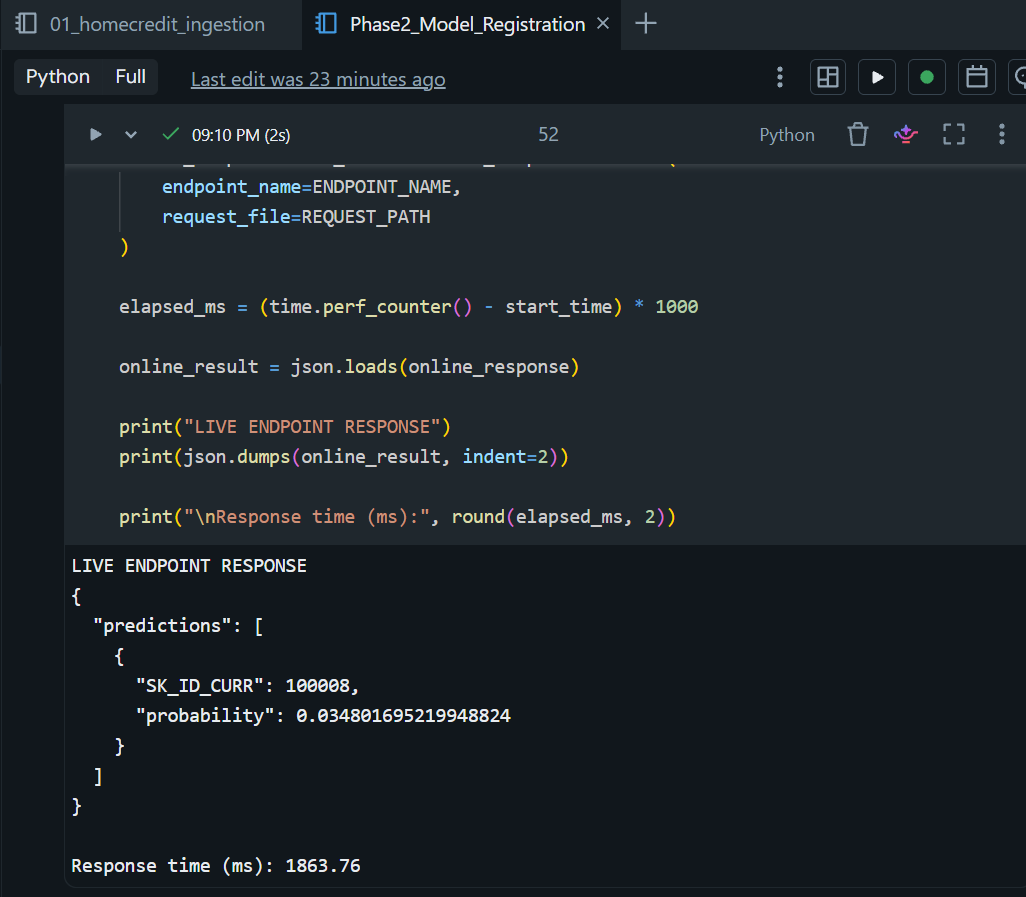 01_homecredit_ingestion
Phase2_Model_Registration
Python Full Last edit was 23 minutes ago
09:10 PM (2s) 52 Python
endpoint_name=ENDPOINT_NAME,
request_file=REQUEST_PATH
)
elapsed_ms = (time.perf_counter() - start_time) * 1000
online_result = json.loads(online_response)
print("LIVE ENDPOINT RESPONSE")
print(json.dumps(online_result, indent=2))
print("\nResponse time (ms):", round(elapsed_ms, 2))
LIVE ENDPOINT RESPONSE
{
"predictions": [
{
"SK_ID_CURR": 100008,
"probability": 0.034801695219948824
}
]
}
Response time (ms): 1863.76